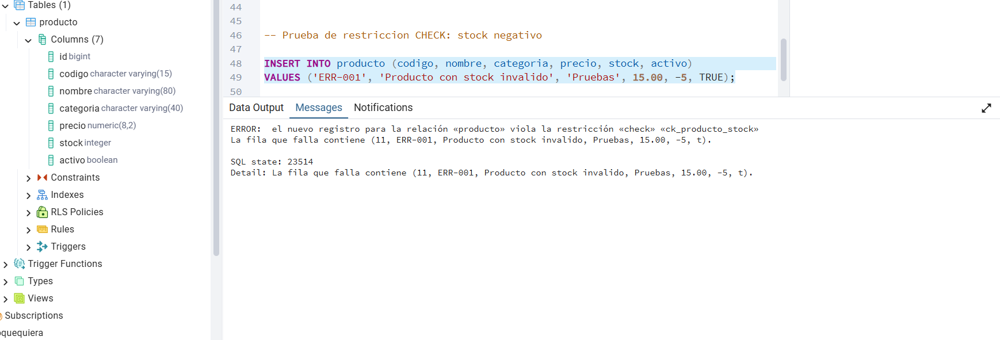 Tables (1)
producto
Columns (7)
id bigint
codigo character varying(15)
nombre character varying(80)
categoria character varying(40)
precio numeric(8,2)
stock integer
activo boolean
Constraints
Indexes
RLS Policies
Rules
Triggers
Trigger Functions
Types
Views
Subscriptions
oquequiera
44
45
46 -- Prueba de restriccion CHECK: stock negativo
47
48 INSERT INTO producto (codigo, nombre, categoria, precio, stock, activo)
49 VALUES ('ERR-001', 'Producto con stock invalido', 'Pruebas', 15.00, -5, TRUE);
50
Data Output Messages Notifications
ERROR:  el nuevo registro para la relación «producto» viola la restricción «check» «ck_producto_stock»
La fila que falla contiene (11, ERR-001, Producto con stock invalido, Pruebas, 15.00, -5, t).
SQL state: 23514
Detail: La fila que falla contiene (11, ERR-001, Producto con stock invalido, Pruebas, 15.00, -5, t).